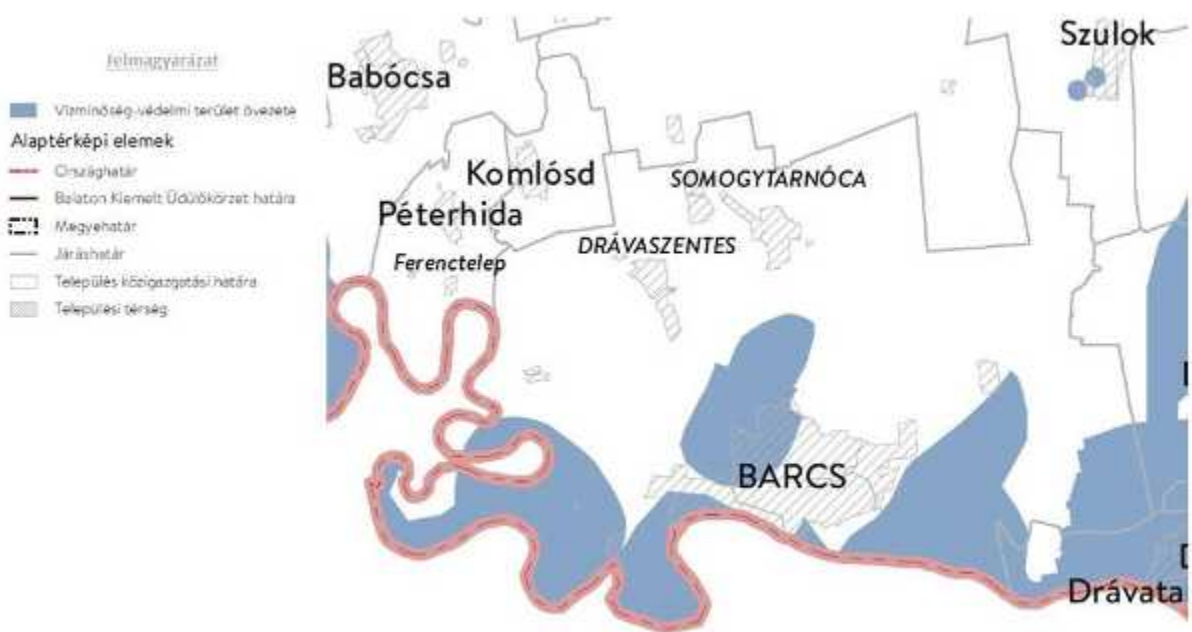 Jelmagyarázat
Vízminőség-védelmi terület övezete
Alaptérképi elemek
Országhatár
Balaton Kiemelt Üdülőkörzet határa
Megyehatár
Járáshatár
Település közigazgatási határa
Települési térség
Szulok
Babócsa
Komlósd
SOMOGYTARNÓCA
Péterhida
DRÁVASZENTES
Ferenctelep
BARCS
Drávata